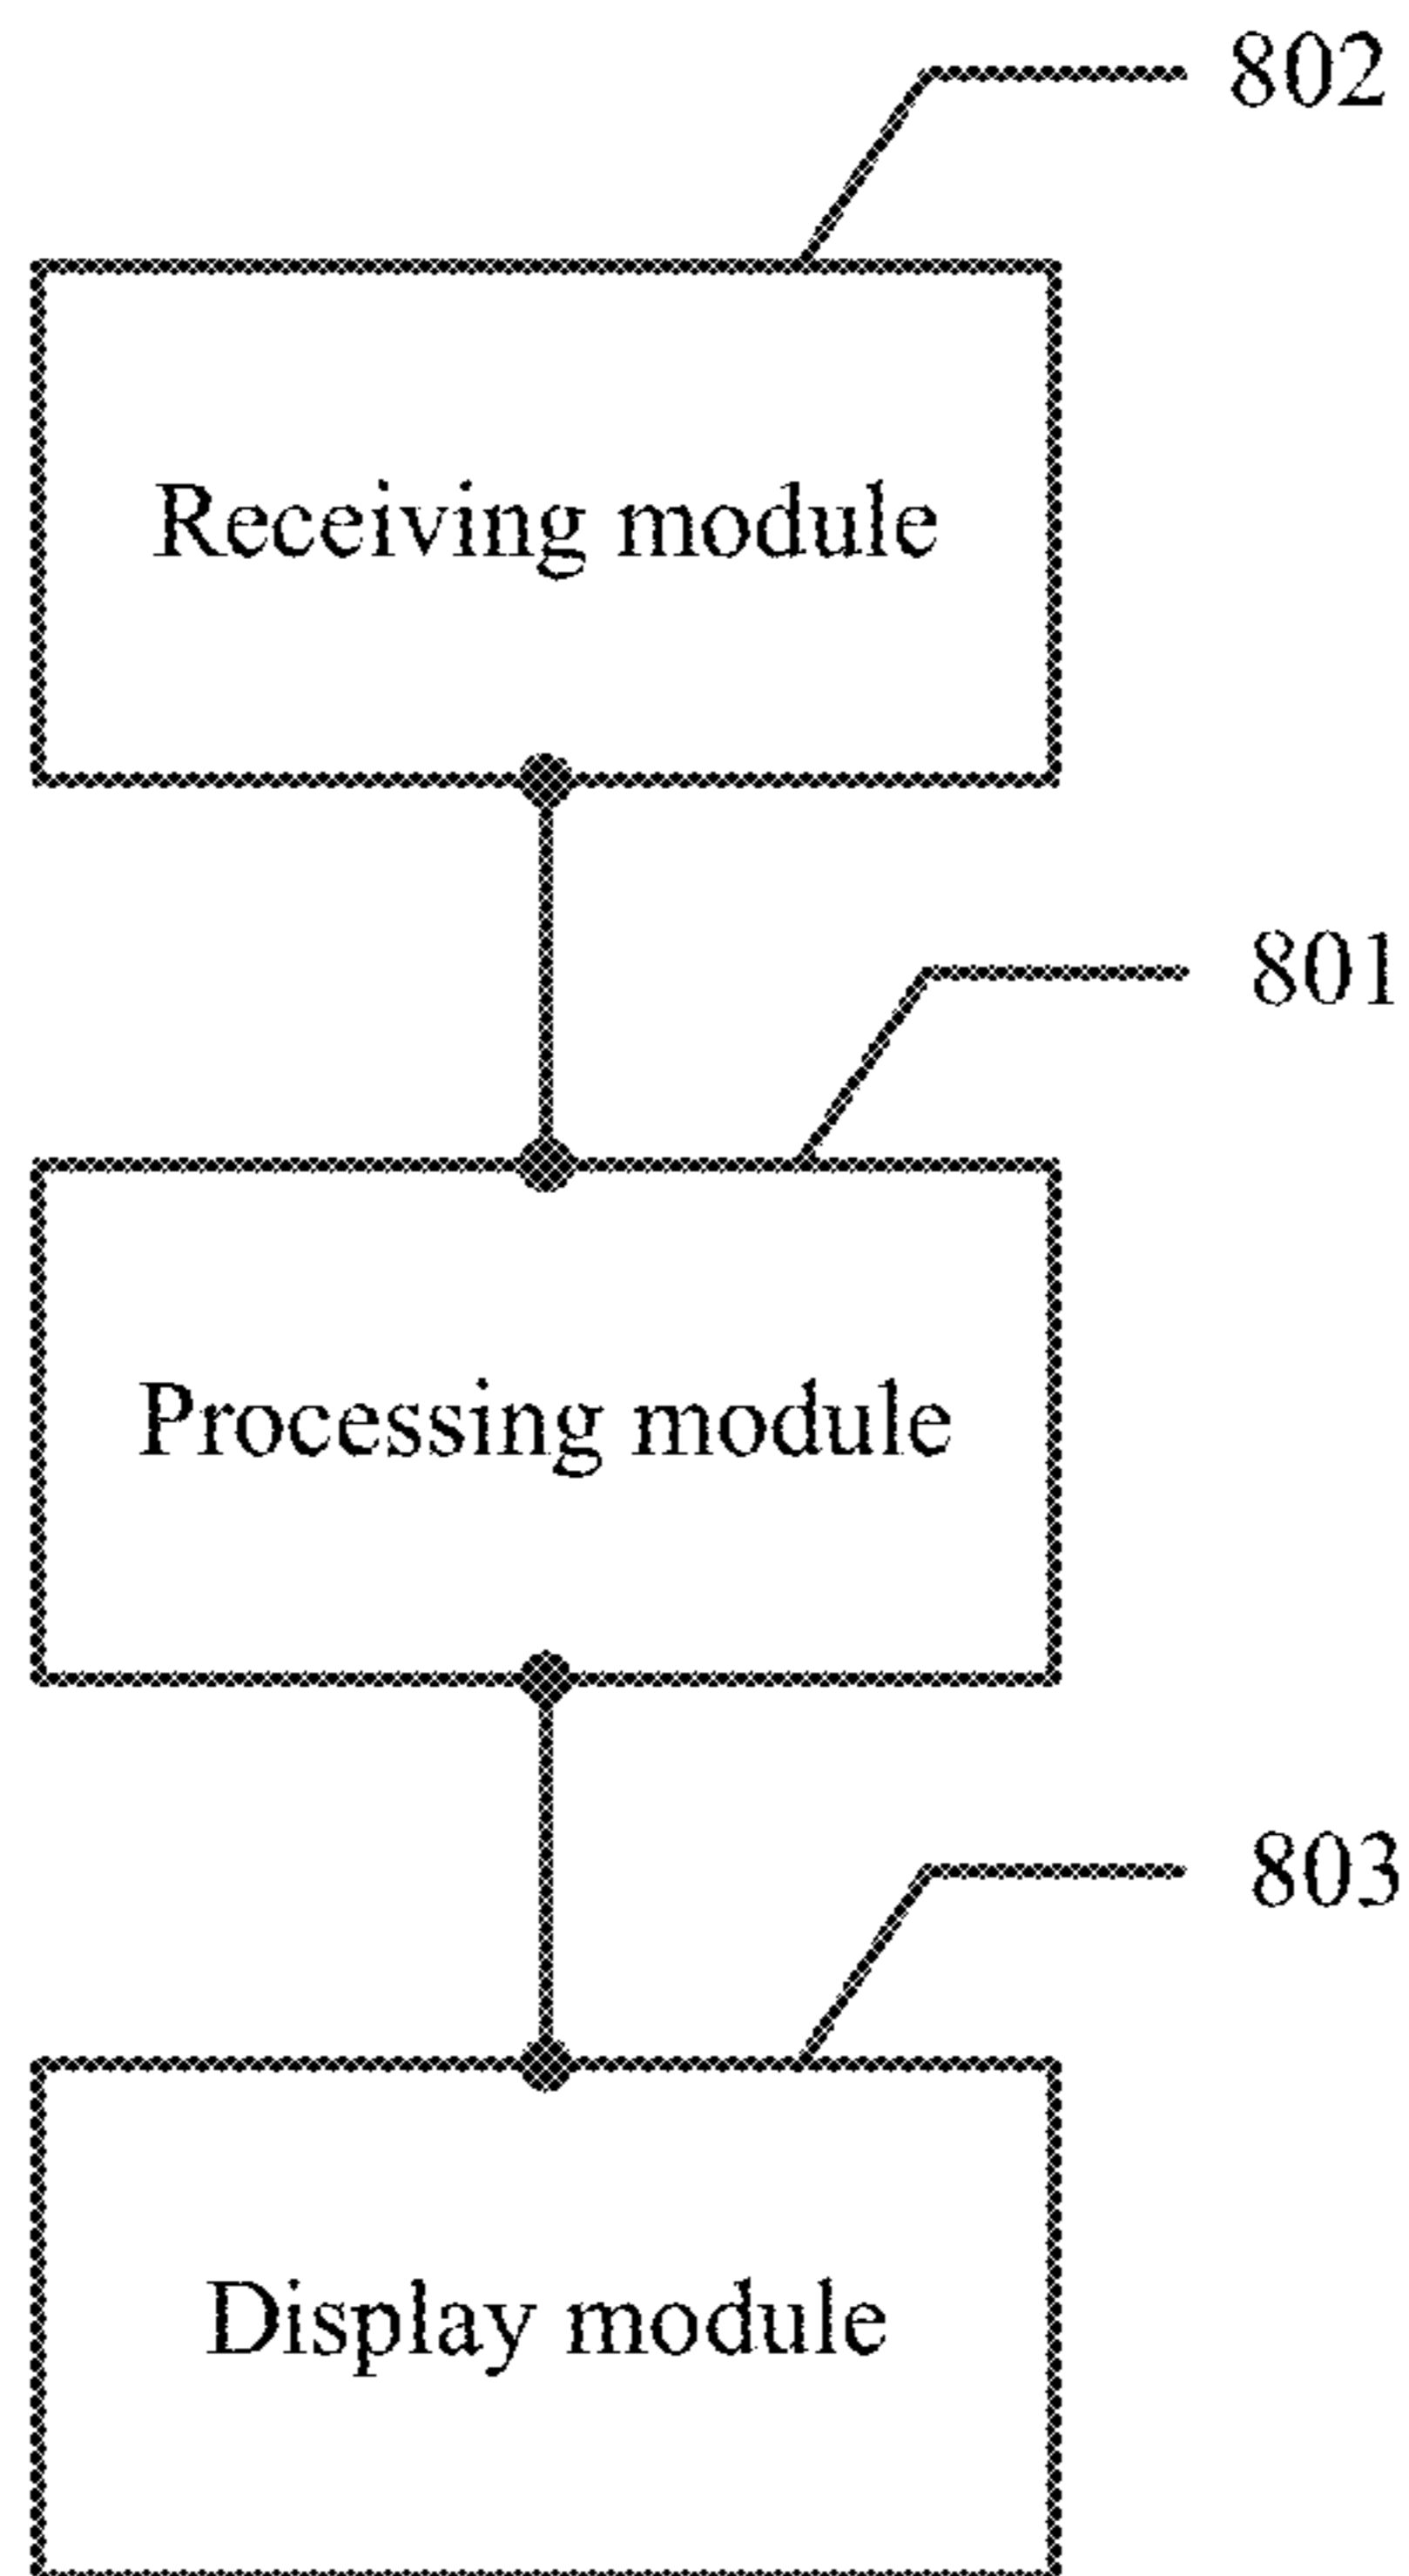 802
Receiving module
801
Processing module
803
Display module